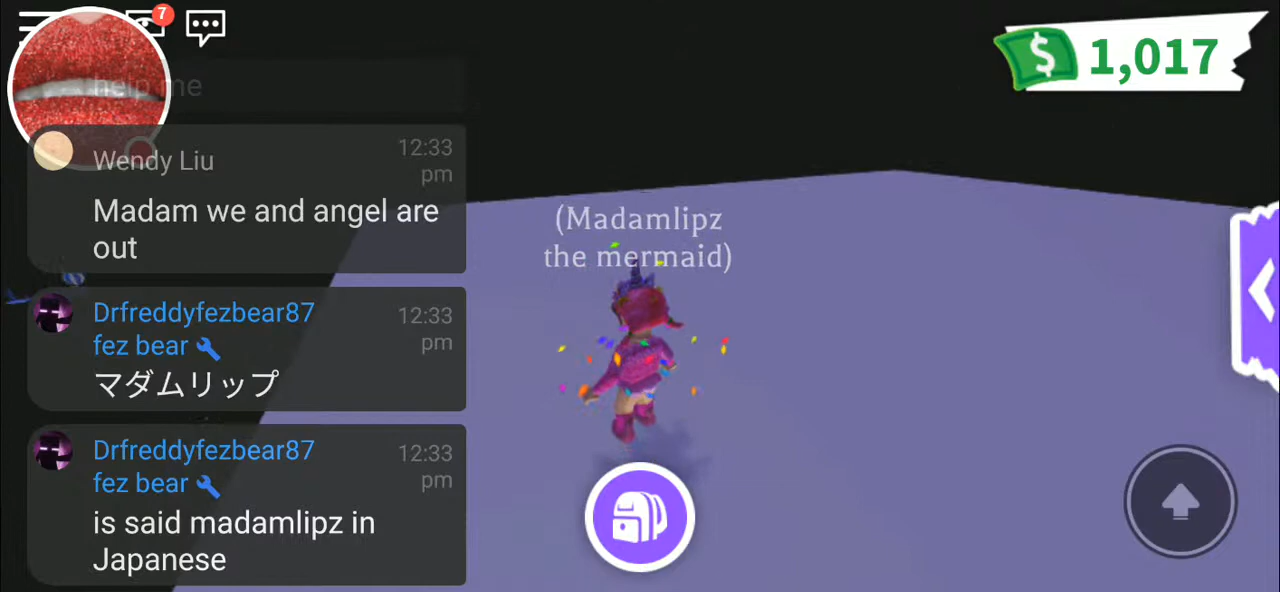 7
$ 1,017
help me
Wendy Liu
12:33
pm
Madam we and angel are
out
(Madamlipz
the mermaid)
Drfreddyfezbear87
fez bear
12:33
pm
マダムリップ
Drfreddyfezbear87
fez bear
12:33
pm
is said madamlipz in
Japanese